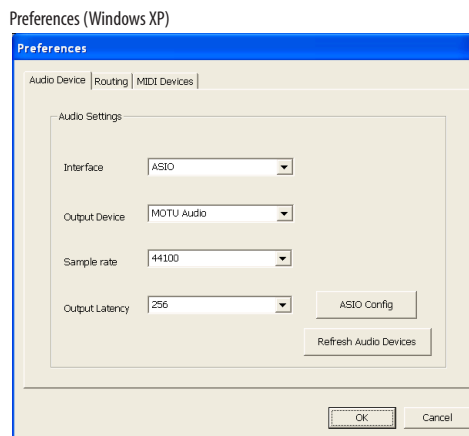 Preferences (Windows XP)
Preferences
Audio Device Routing MIDI Devices
Audio Settings
Interface ASIO
Output Device MOTU Audio
Sample rate 44100
Output Latency 256 ASIO Config
Refresh Audio Devices
OK Cancel